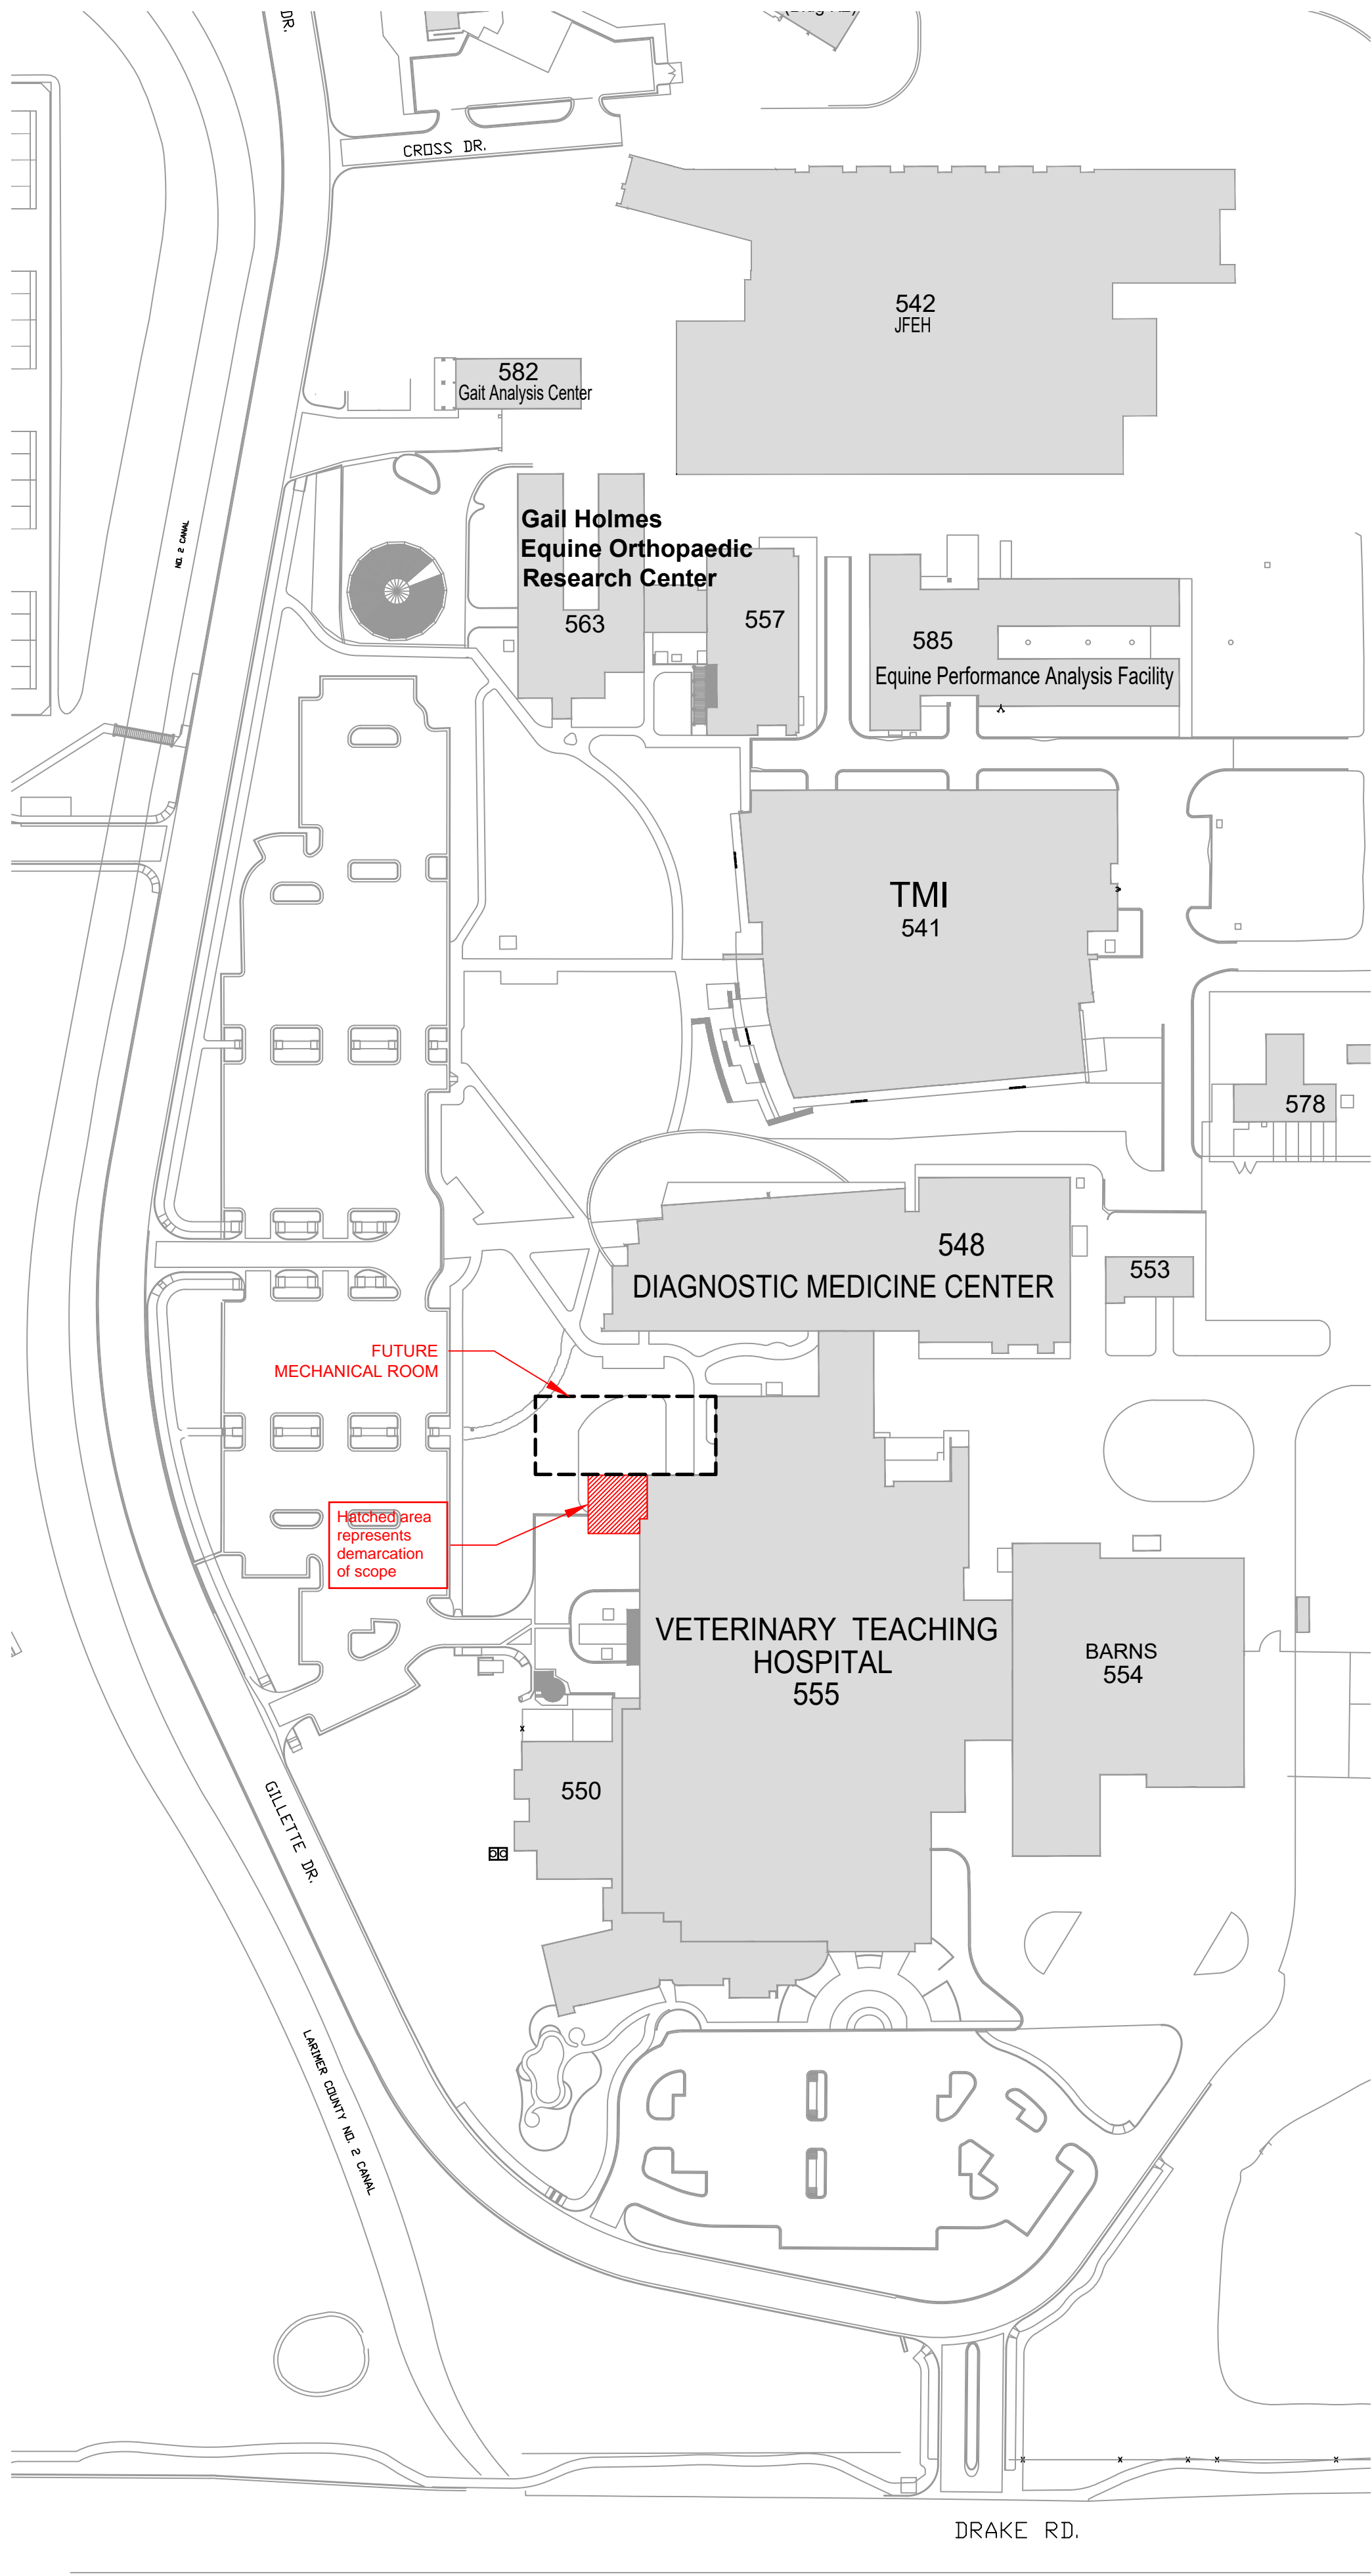 DR.
CROSS DR.
542
JFEH
582
Gait Analysis Center
NO. 2 CANAL
Gail Holmes
Equine Orthopaedic
Research Center
563
557
585
Equine Performance Analysis Facility
TMI
541
578
548
DIAGNOSTIC MEDICINE CENTER
553
FUTURE
MECHANICAL ROOM
Hatched area
represents
demarcation
of scope
VETERINARY TEACHING
HOSPITAL
555
BARNS
554
550
GILLETTE DR.
LARIMER COUNTY NO. 2 CANAL
DRAKE RD.